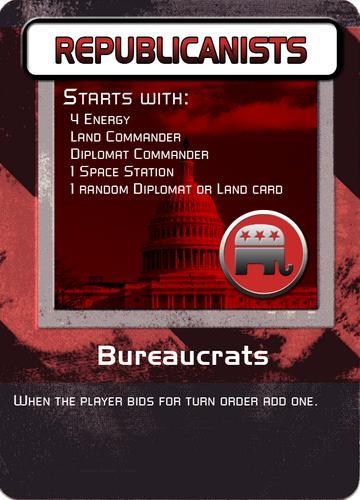 REPUBLICANISTS
STARTS WITH:
4 ENERGY
LAND COMMANDER
DIPLOMAT COMMANDER
1 SPACE STATION
1 RANDOM DIPLOMAT OR LAND CARD
Bureaucrats
WHEN THE PLAYER BIDS FOR TURN ORDER ADD ONE.